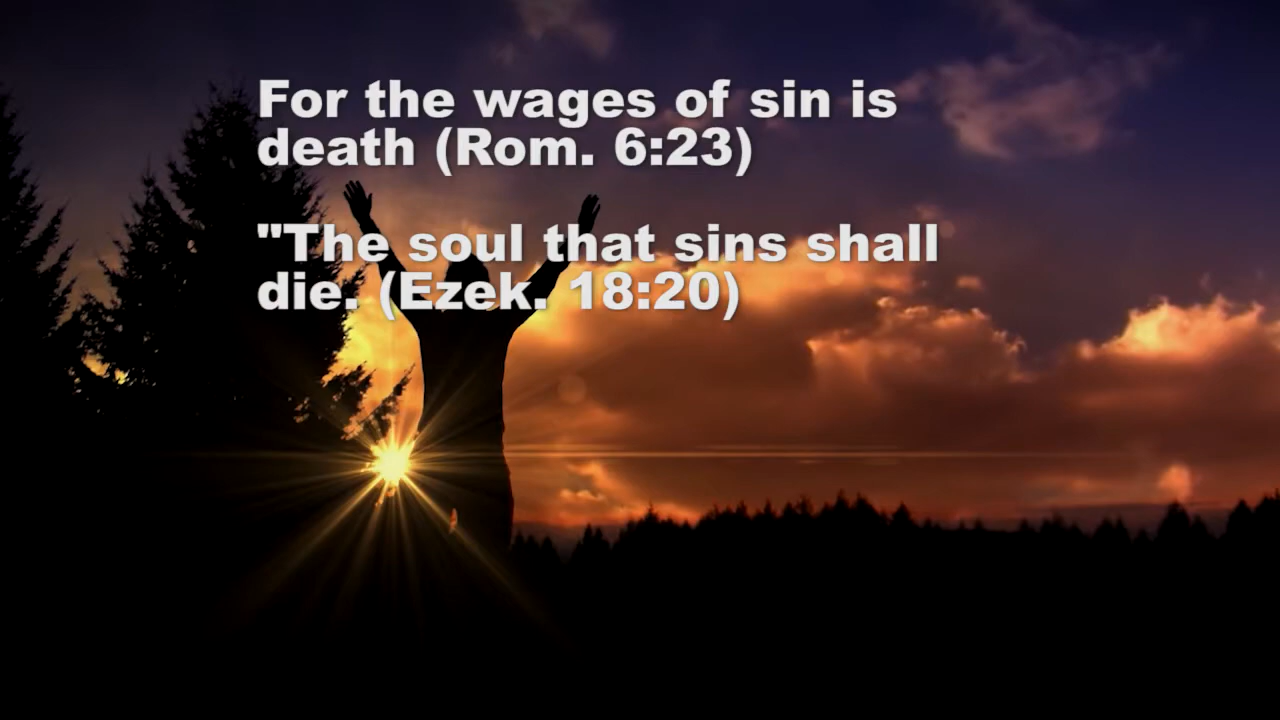 For the wages of sin is
death (Rom. 6:23)
"The soul that sins shall
die. (Ezek. 18:20)